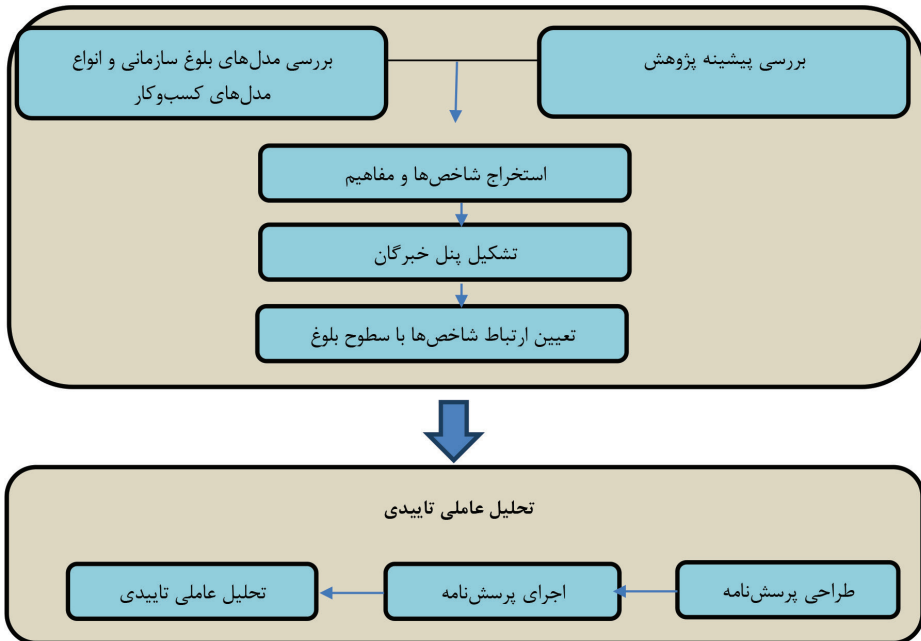 بررسی پیشینه پژوهش
بررسی مدل‌های بلوغ سازمانی و انواع
مدل‌های کسب‌وکار
استخراج شاخص‌ها و مفاهیم
تشکیل پنل خبرگان
تعیین ارتباط شاخص‌ها با سطوح بلوغ
تحلیل عاملی تاییدی
طراحی پرسش‌نامه
اجرای پرسش‌نامه
تحلیل عاملی تاییدی